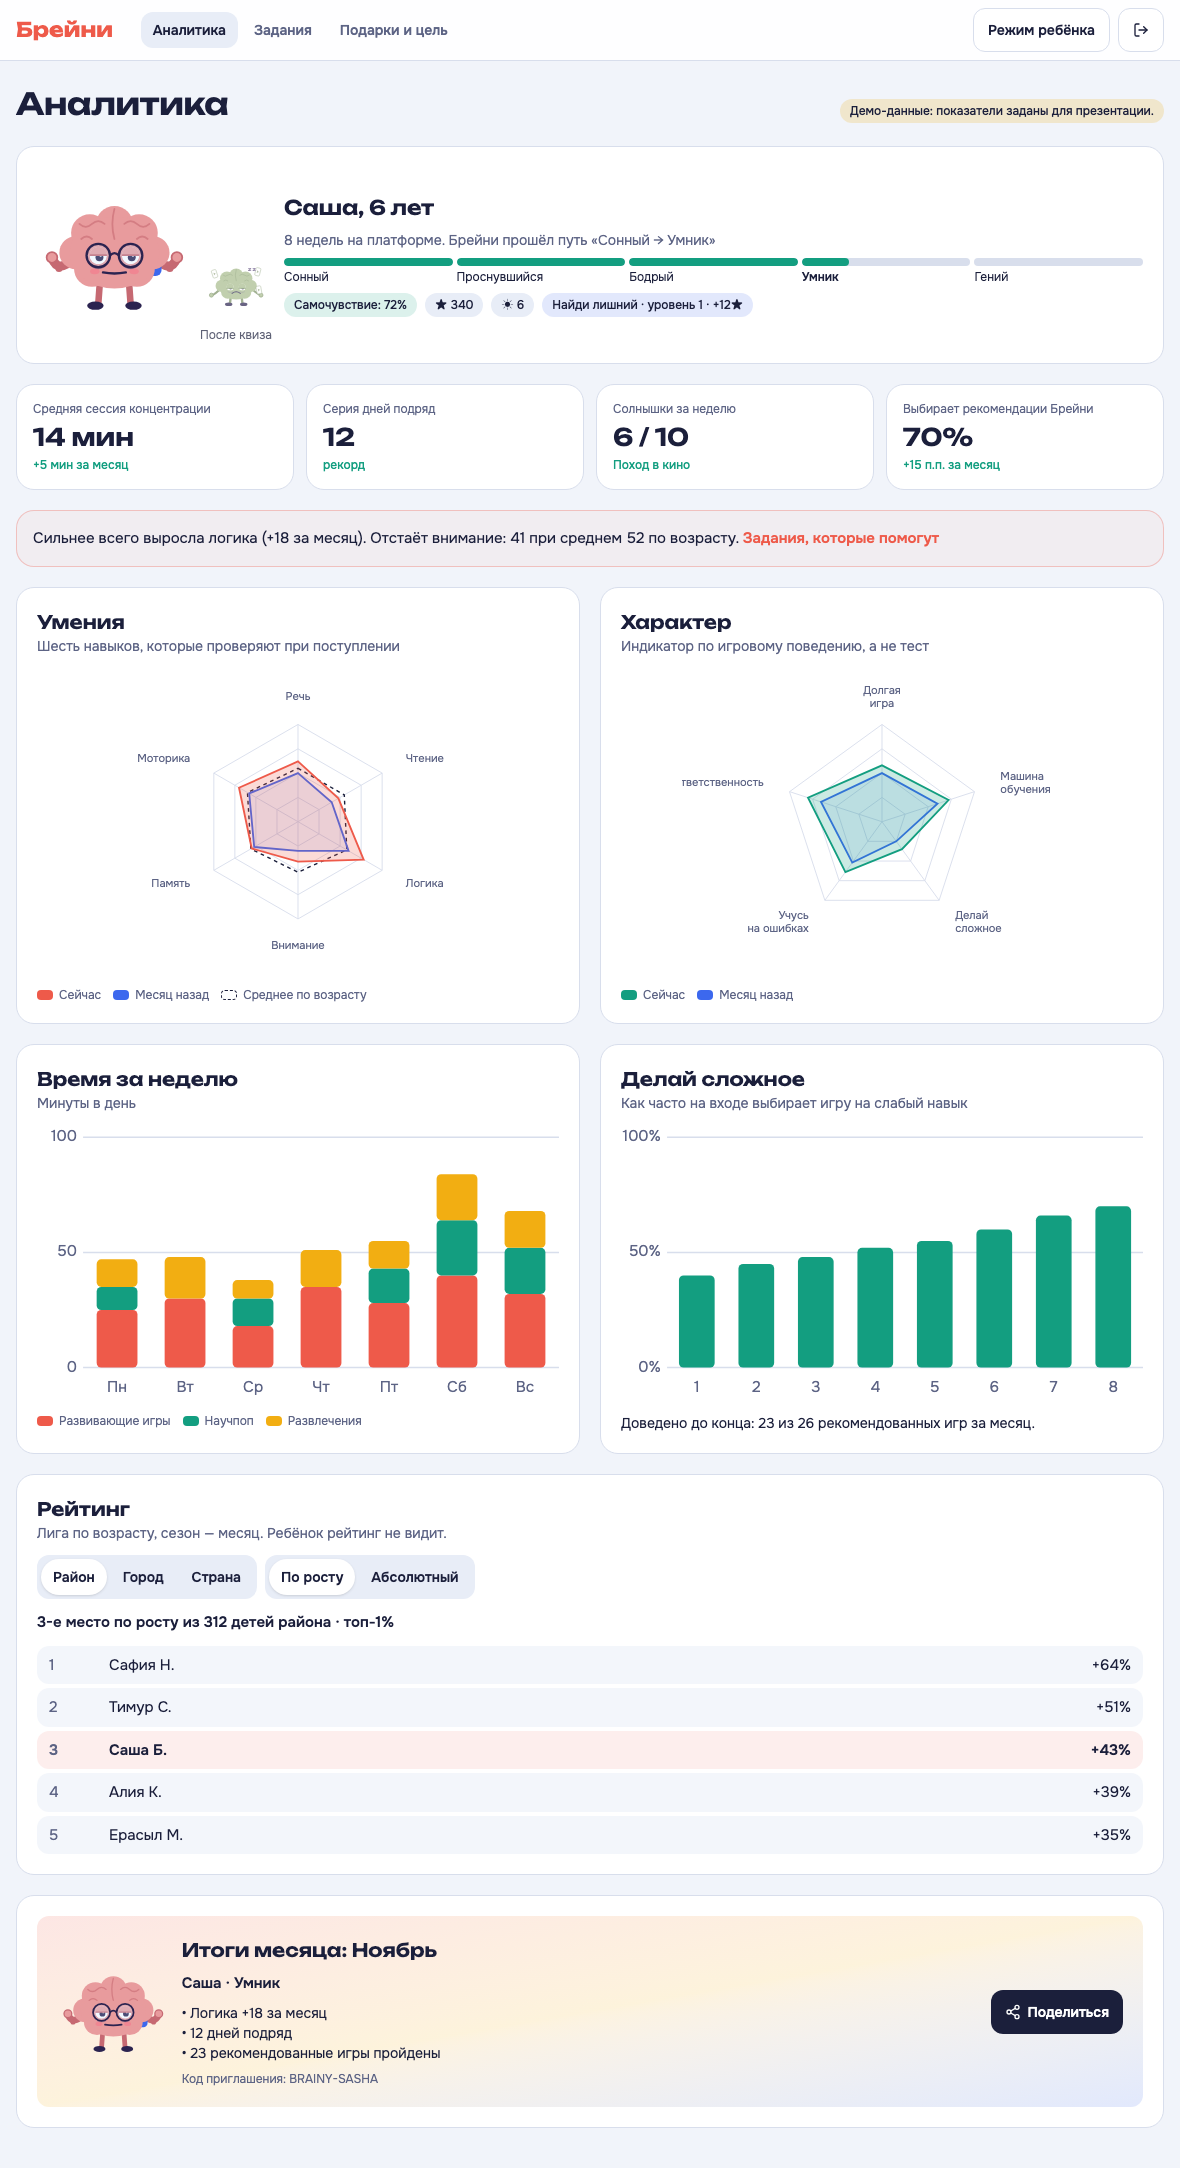 Брейни
Аналитика
Задания
Подарки и цель
Режим ребёнка
Аналитика
Демо-данные: показатели заданы для презентации.
Саша, 6 лет
8 недель на платформе. Брейни прошёл путь «Сонный → Умник»
Сонный
Проснувшийся
Бодрый
Умник
Гений
Самочувствие: 72%
★ 340
☀ 6
Найди лишний · уровень 1 · +12★
После квиза
Средняя сессия концентрации
14 мин
+5 мин за месяц
Серия дней подряд
12
рекорд
Солнышки за неделю
6 / 10
Поход в кино
Выбирает рекомендации Брейни
70%
+15 п.п. за месяц
Сильнее всего выросла логика (+18 за месяц). Отстаёт внимание: 41 при среднем 52 по возрасту. Задания, которые помогут
Умения
Шесть навыков, которые проверяют при поступлении
Речь
Моторика
Чтение
Память
Логика
Внимание
Сейчас
Месяц назад
Среднее по возрасту
Характер
Индикатор по игровому поведению, а не тест
Долгая
игра
тветственность
Машина
обучения
Учусь
на ошибках
Делай
сложное
Сейчас
Месяц назад
Время за неделю
Минуты в день
100
50
0
Пн
Вт
Ср
Чт
Пт
Сб
Вс
Развивающие игры
Научпоп
Развлечения
Делай сложное
Как часто на входе выбирает игру на слабый навык
100%
50%
0%
1
2
3
4
5
6
7
8
Доведено до конца: 23 из 26 рекомендованных игр за месяц.
Рейтинг
Лига по возрасту, сезон — месяц. Ребёнок рейтинг не видит.
Район
Город
Страна
По росту
Абсолютный
3-е место по росту из 312 детей района · топ-1%
1 Сафия Н. +64%
2 Тимур С. +51%
3 Саша Б. +43%
4 Алия К. +39%
5 Ерасыл М. +35%
Итоги месяца: Ноябрь
Саша · Умник
• Логика +18 за месяц
• 12 дней подряд
• 23 рекомендованные игры пройдены
Код приглашения: BRAINY-SASHA
Поделиться